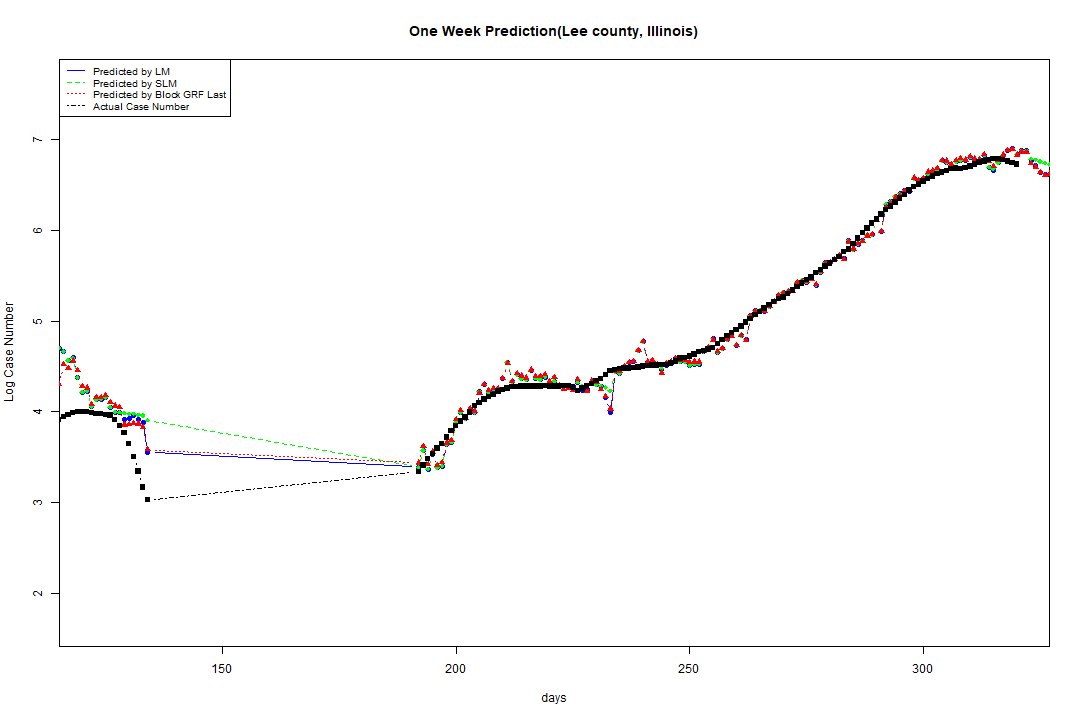 One Week Prediction(Lee county, Illinois)
Predicted by LM
Predicted by SLM
Predicted by Block GRF Last
Actual Case Number
7
6
5
4
3
2
Log Case Number
150 200 250 300
days